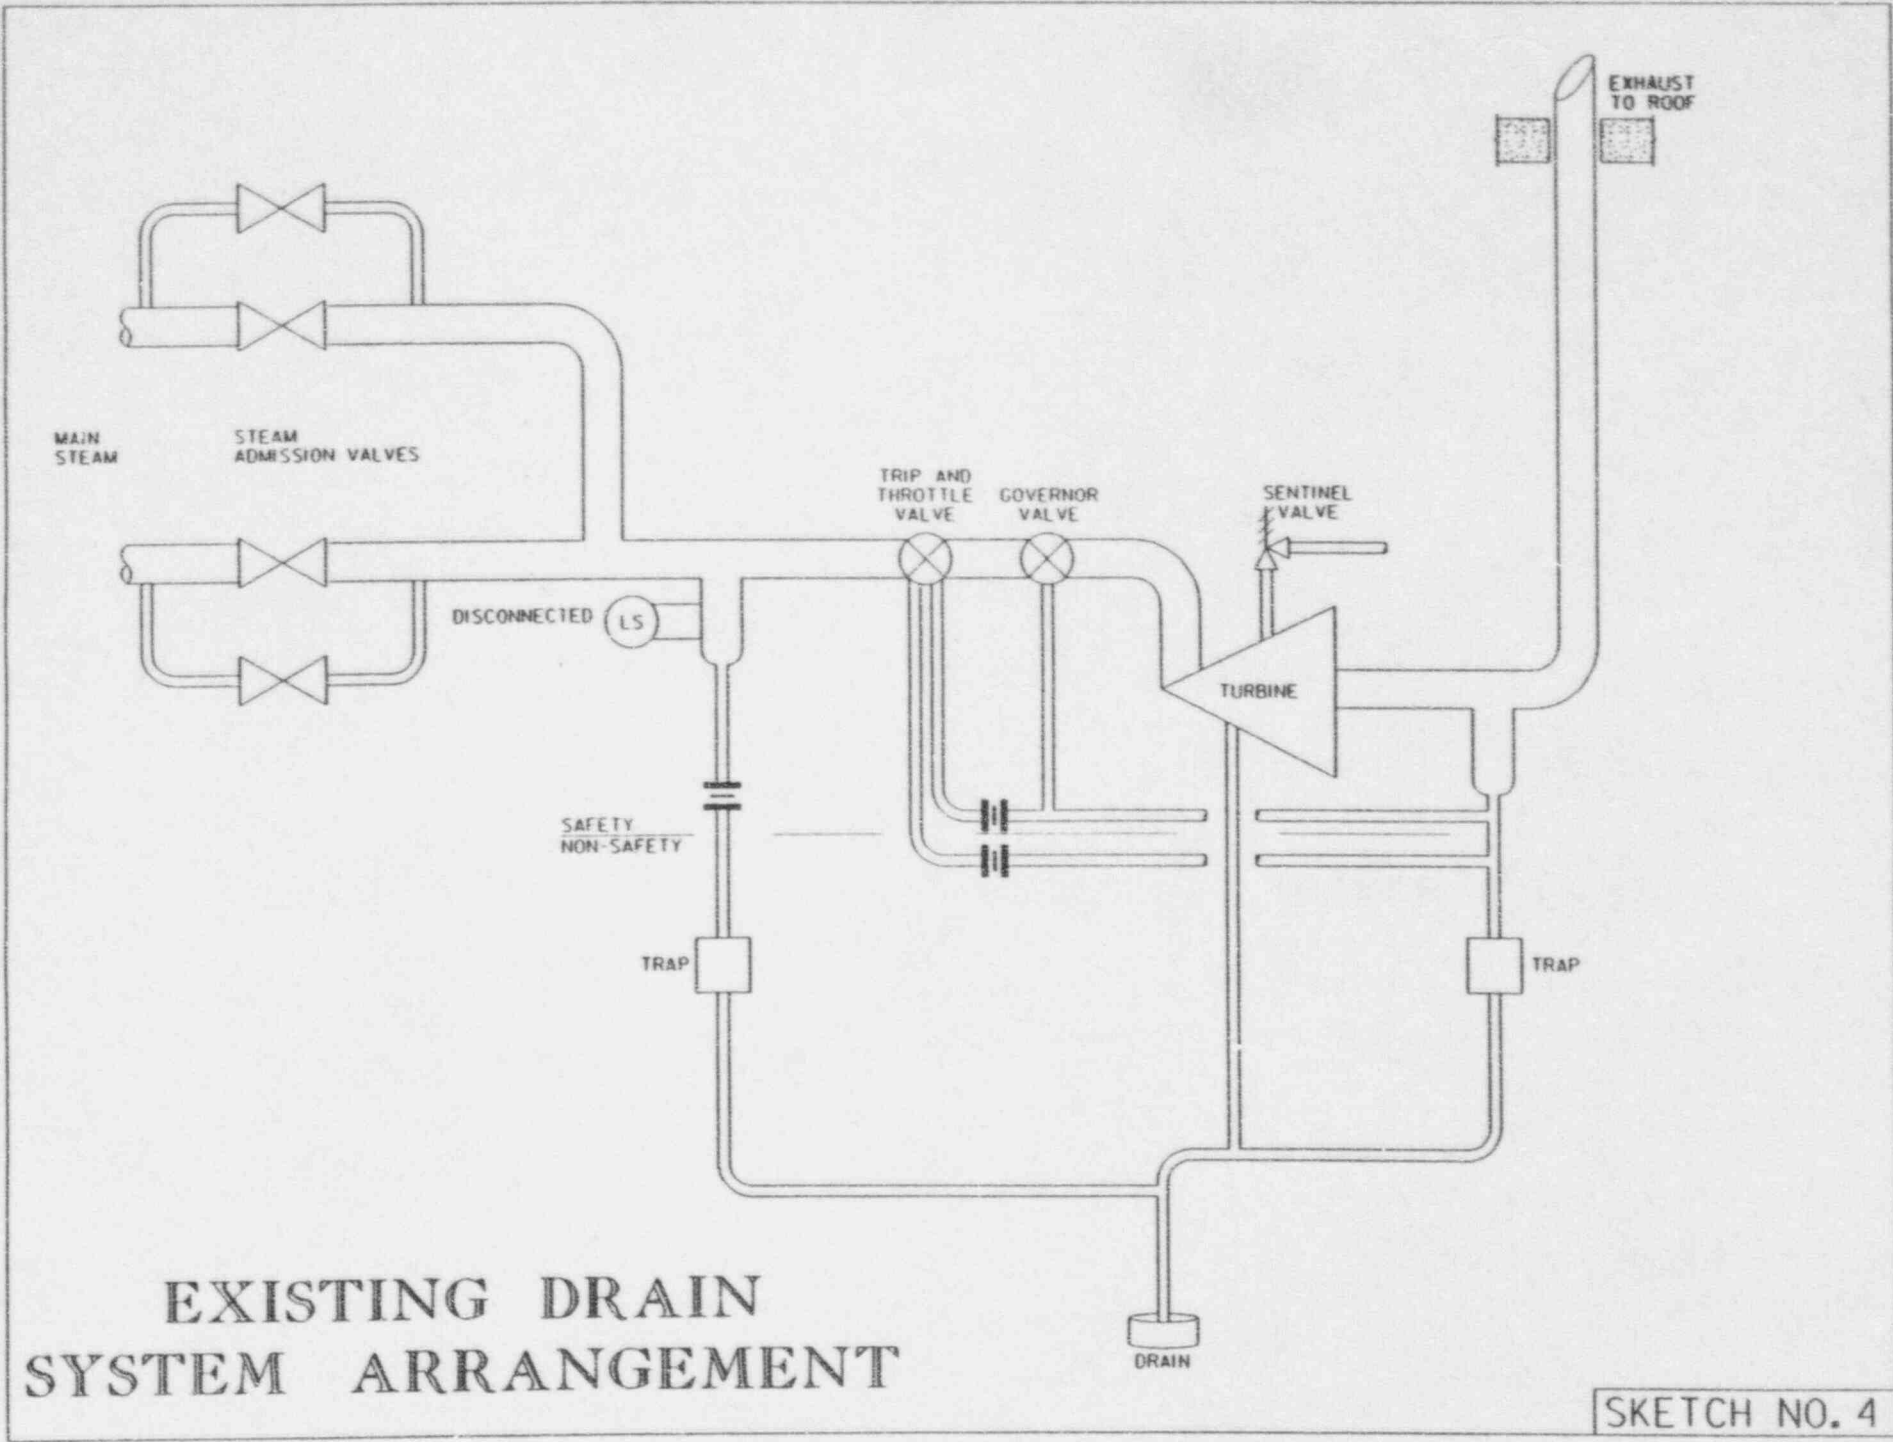 EXHAUST
TO ROOF
MAIN
STEAM
STEAM
ADMISSION VALVES
TRIP AND
THROTTLE
VALVE
GOVERNOR
VALVE
SENTINEL
VALVE
DISCONNECTED
LS
TURBINE
SAFETY
NON-SAFETY
TRAP
TRAP
EXISTING DRAIN
SYSTEM ARRANGEMENT
DRAIN
SKETCH NO. 4